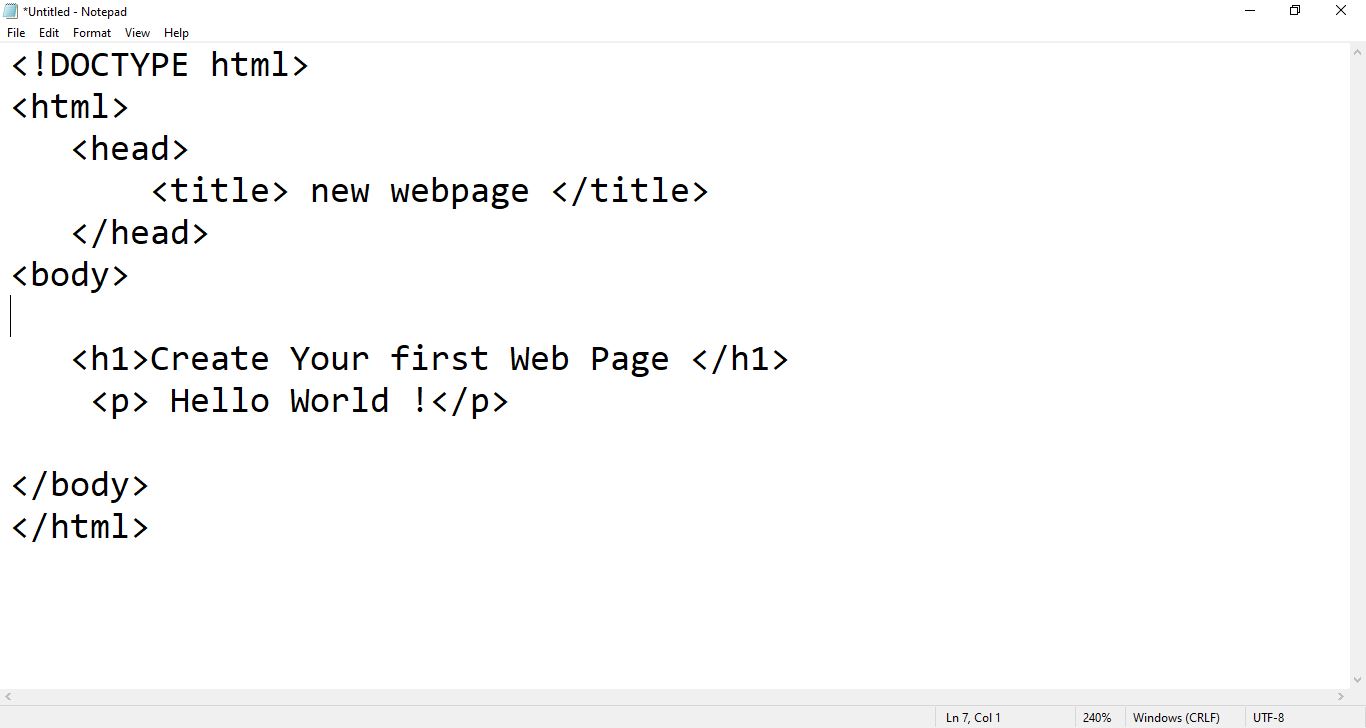 *Untitled - Notepad
File Edit Format View Help
<!DOCTYPE html>
<html>
   <head>
       <title> new webpage </title>
   </head>
<body>

   <h1>Create Your first Web Page </h1>
    <p> Hello World !</p>

</body>
</html>
Ln 7, Col 1 240% Windows (CRLF) UTF-8